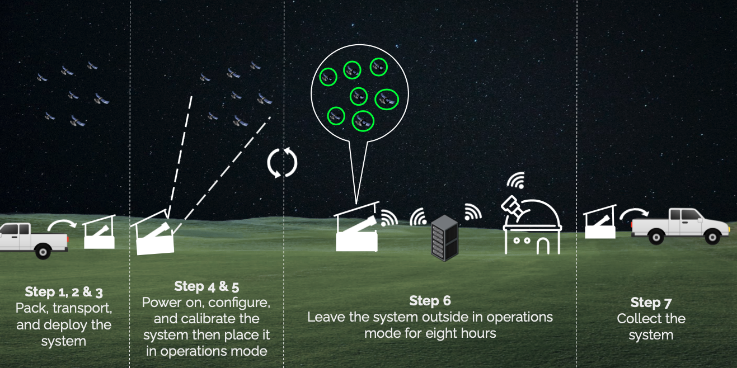 Step 1, 2 & 3
Pack, transport,
and deploy the
system
Step 4 & 5
Power on, configure,
and calibrate the
system then place it
in operations mode
Step 6
Leave the system outside in operations
mode for eight hours
Step 7
Collect the
system